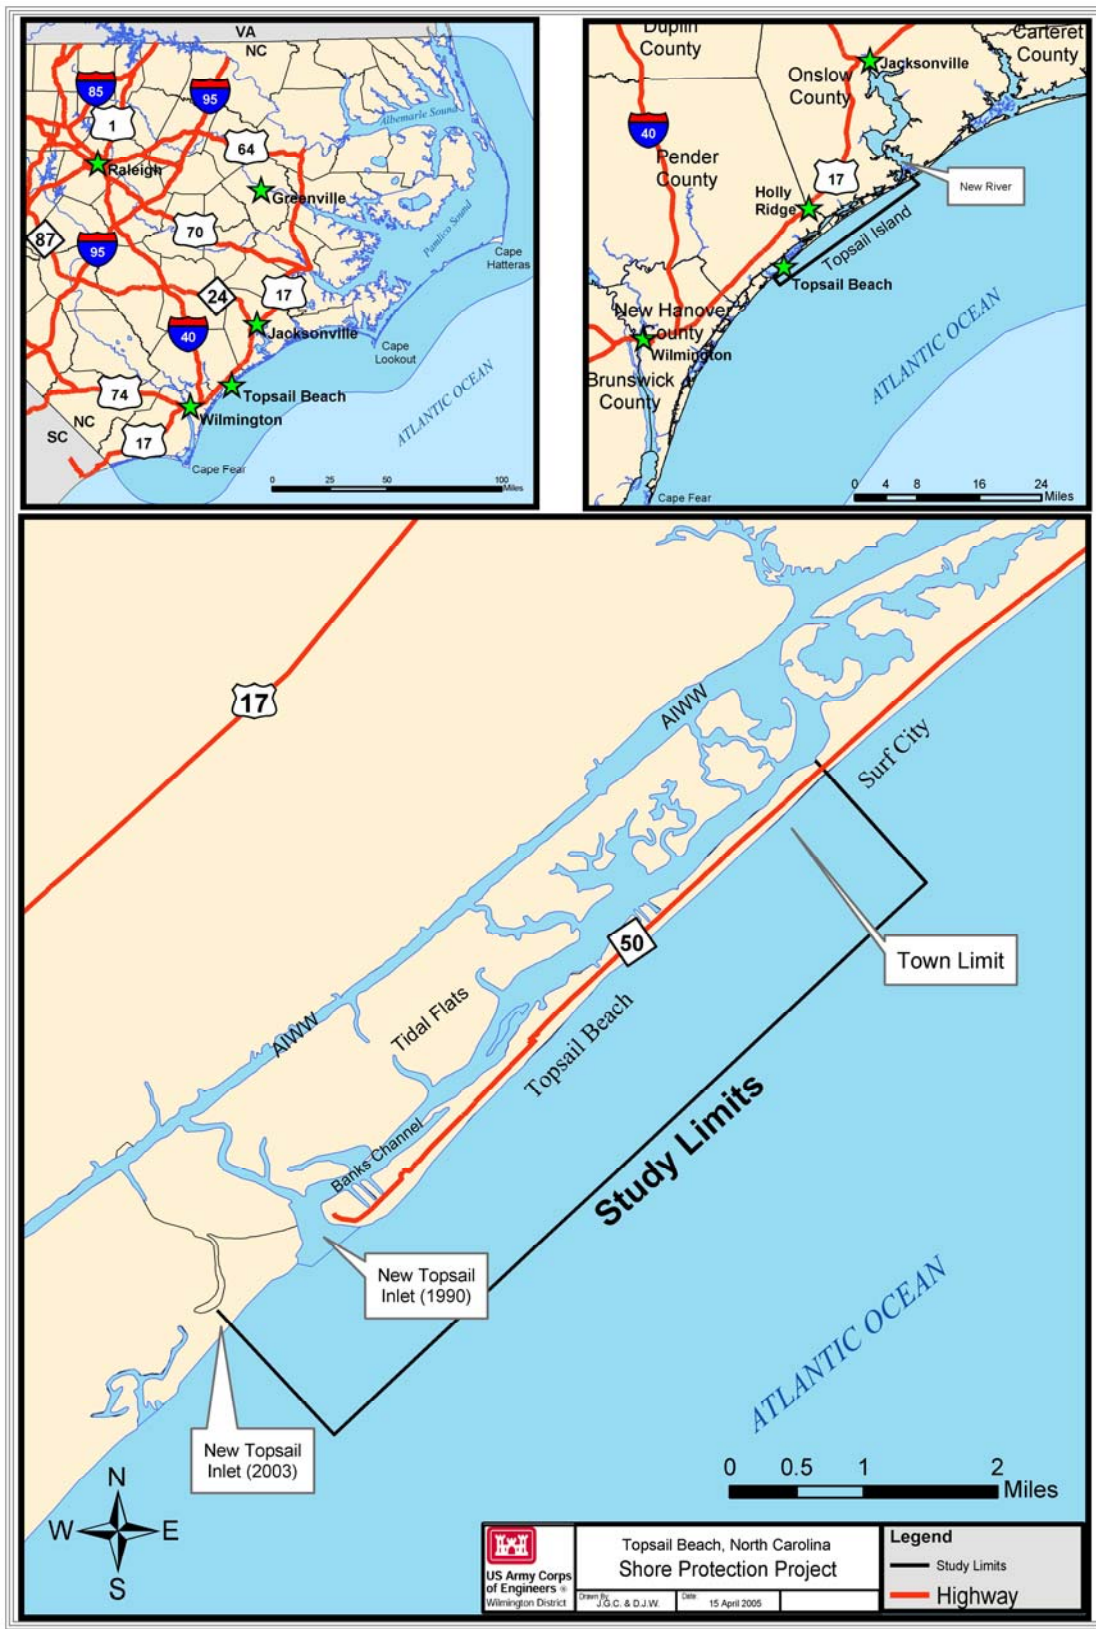 VA
NC
85
95
1
64
Albemarle Sound
Raleigh
Greenville
87
70
95
Pamlico Sound
Cape
Hatteras
24
17
40
Jacksonville
Cape
Lookout
74
Topsail Beach
NC
Wilmington
SC
17
ATLANTIC OCEAN
Cape Fear
0 25 50 100
Miles
Duplin
County
Carteret
County
Jacksonville
Onslow
County
40
Pender
County
17
New River
Holly
Ridge
Topsail Island
Topsail Beach
New Hanover
County
Wilmington
Brunswick
County
ATLANTIC OCEAN
Cape Fear
0 4 8 16 24
Miles
17
AIWW
Surf City
50
Town Limit
Tidal Flats
AIWW
Topsail Beach
Study Limits
Banks Channel
New Topsail
Inlet (1990)
ATLANTIC OCEAN
New Topsail
Inlet (2003)
N
W E
S
0 0.5 1 2
Miles
US Army Corps
of Engineers ®
Wilmington District
Topsail Beach, North Carolina
Shore Protection Project
Drawn By:
J.G.C. & D.J.W.
Date:
15 April 2005
Legend
Study Limits
Highway